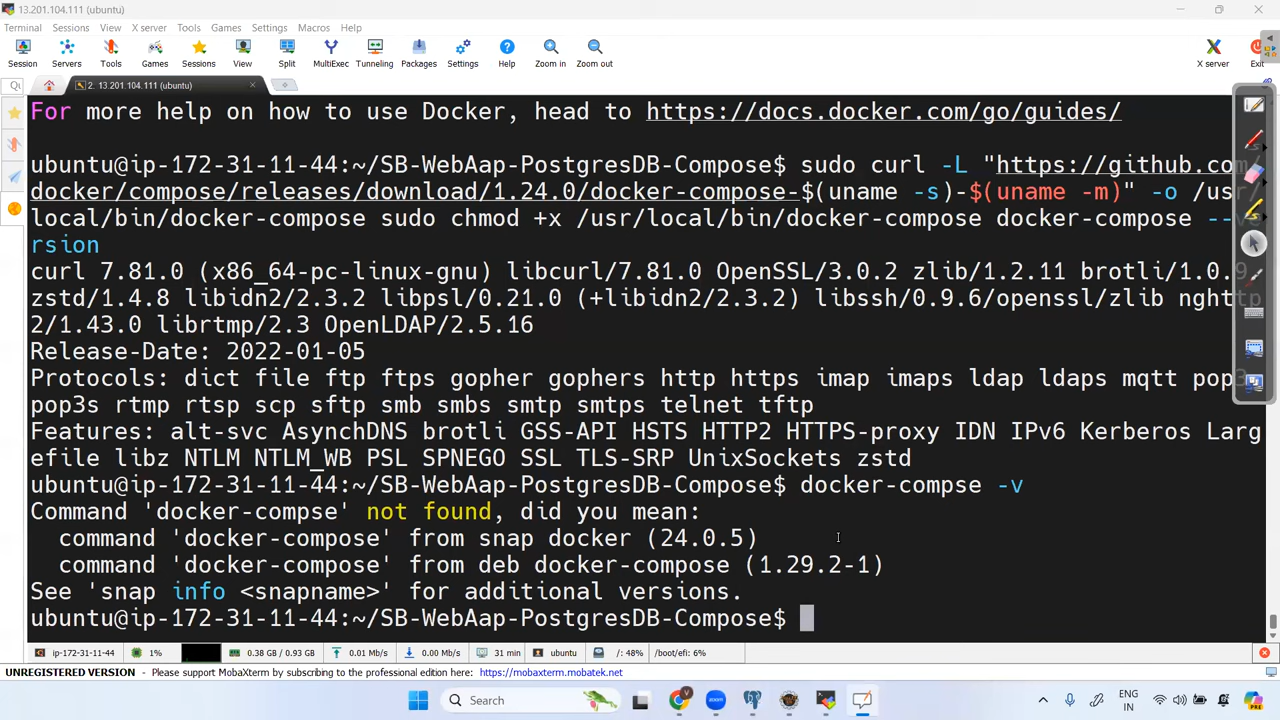 13.201.104.111 (ubuntu)
Terminal Sessions View X server Tools Games Settings Macros Help
Session Servers Tools Games Sessions View Split MultiExec Tunneling Packages Settings Help Zoom in Zoom out X server Exit
2. 13.201.104.111 (ubuntu)
For more help on how to use Docker, head to https://docs.docker.com/go/guides/
ubuntu@ip-172-31-11-44:~/SB-WebAap-PostgresDB-Compose$ sudo curl -L "https://github.com/
docker/compose/releases/download/1.24.0/docker-compose-$(uname -s)-$(uname -m)" -o /usr/
local/bin/docker-compose sudo chmod +x /usr/local/bin/docker-compose docker-compose --ve
rsion
curl 7.81.0 (x86_64-pc-linux-gnu) libcurl/7.81.0 OpenSSL/3.0.2 zlib/1.2.11 brotli/1.0.9
zstd/1.4.8 libidn2/2.3.2 libpsl/0.21.0 (+libidn2/2.3.2) libssh/0.9.6/openssl/zlib nghttp
2/1.43.0 librtmp/2.3 OpenLDAP/2.5.16
Release-Date: 2022-01-05
Protocols: dict file ftp ftps gopher gophers http https imap imaps ldap ldaps mqtt pop3
pop3s rtmp rtsp scp sftp smb smbs smtp smtps telnet tftp
Features: alt-svc AsynchDNS brotli GSS-API HSTS HTTP2 HTTPS-proxy IDN IPv6 Kerberos Larg
efile libz NTLM NTLM_WB PSL SPNEGO SSL TLS-SRP UnixSockets zstd
ubuntu@ip-172-31-11-44:~/SB-WebAap-PostgresDB-Compose$ docker-compse -v
Command 'docker-compse' not found, did you mean:
command 'docker-compose' from snap docker (24.0.5)
command 'docker-compose' from deb docker-compose (1.29.2-1)
See 'snap info <snapname>' for additional versions.
ubuntu@ip-172-31-11-44:~/SB-WebAap-PostgresDB-Compose$
ip-172-31-11-44 1% 0.38 GB / 0.93 GB 0.01 Mb/s 0.00 Mb/s 31 min ubuntu /: 48% /boot/efi: 6%
UNREGISTERED VERSION - Please support MobaXterm by subscribing to the professional edition here: https://mobaxterm.mobatek.net
Search ENG
IN